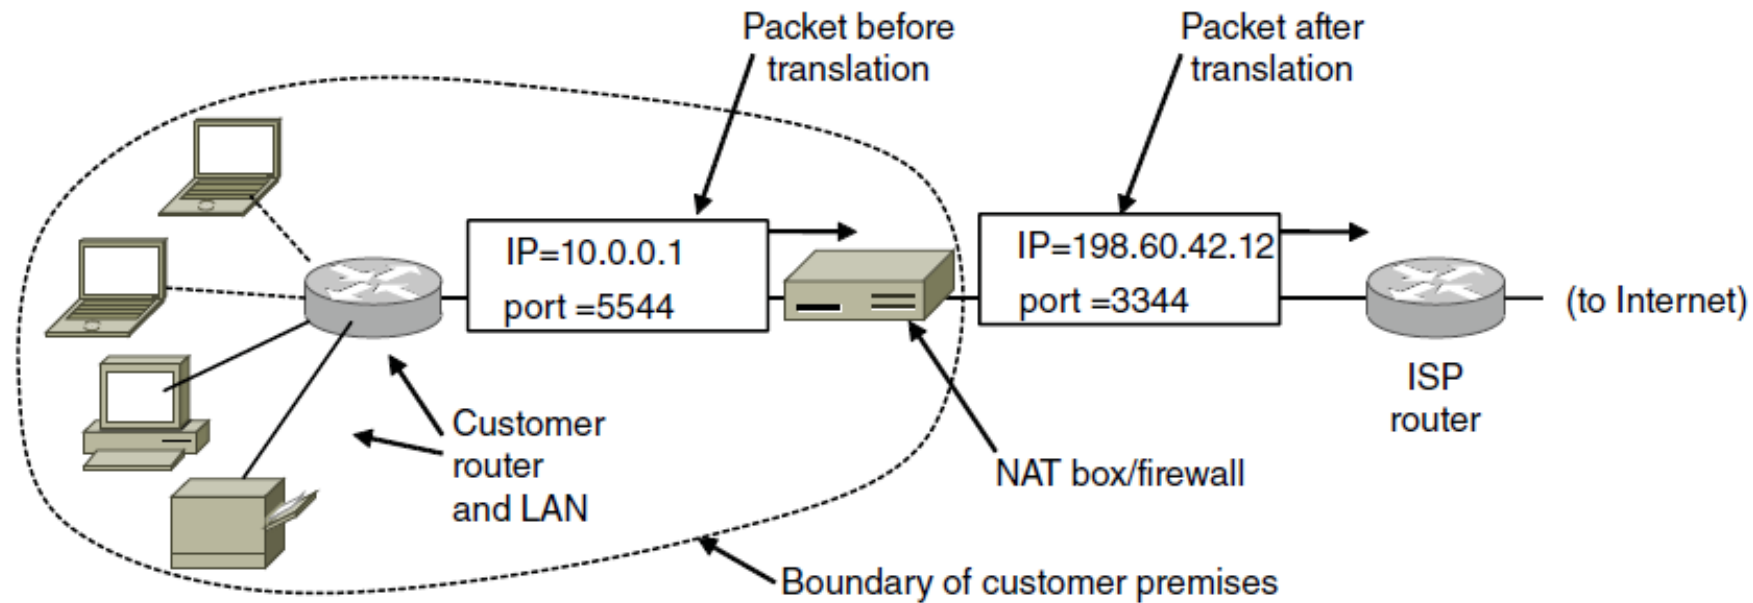 Packet before
translation
Packet after
translation
IP=10.0.0.1
port =5544
IP=198.60.42.12
port =3344
(to Internet)
ISP
router
Customer
router
and LAN
NAT box/firewall
Boundary of customer premises